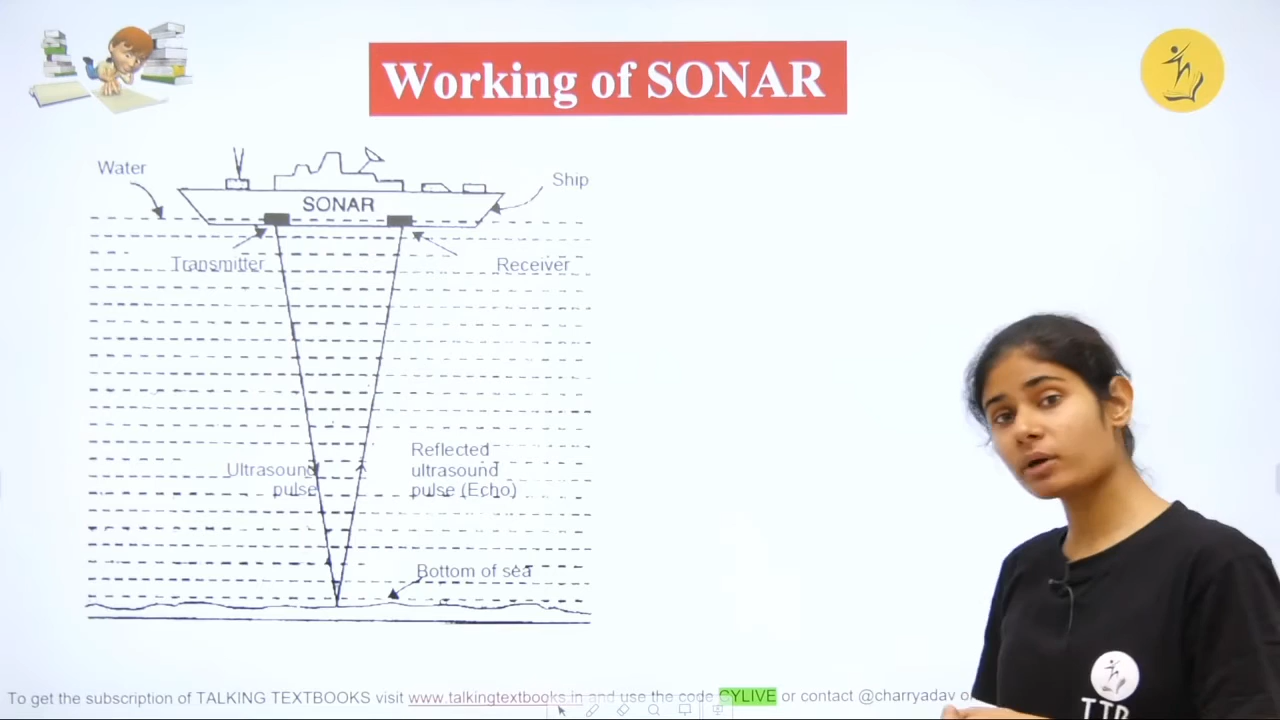 Working of SONAR
Water
Ship
SONAR
Transmitter
Receiver
Ultrasound
pulse
Reflected
ultrasound
pulse (Echo)
Bottom of sea
To get the subscription of TALKING TEXTBOOKS visit www.talkingtextbooks.in and use the code CYLIVE or contact @charryadav